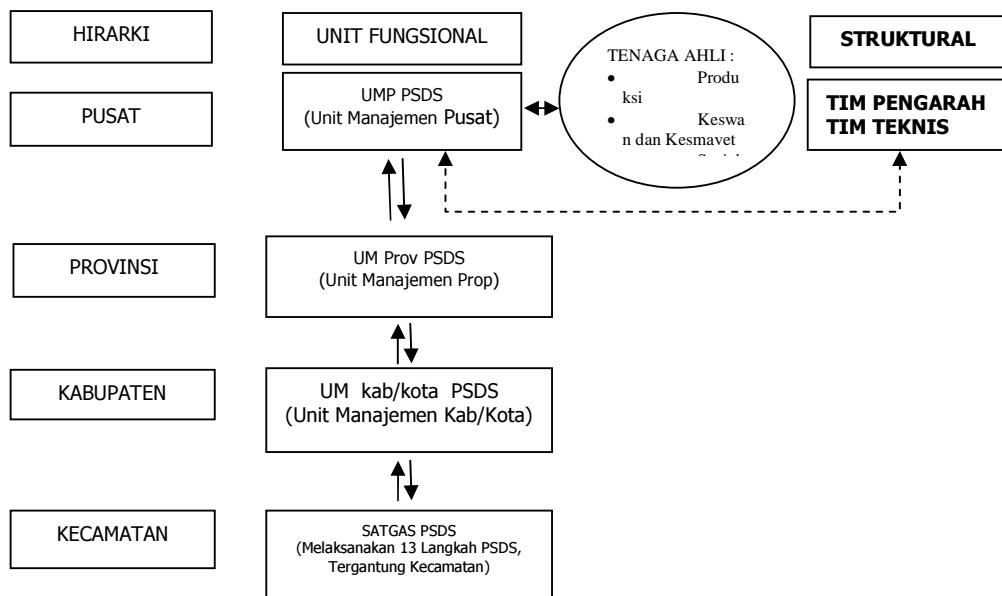 HIRARKI
UNIT FUNGSIONAL
STRUKTURAL
PUSAT
UMP PSDS
(Unit Manajemen Pusat)
TENAGA AHLI :
• Produ
ksi
• Keswa
n dan Kesmavet
TIM PENGARAH
TIM TEKNIS
PROVINSI
UM Prov PSDS
(Unit Manajemen Prop)
KABUPATEN
UM kab/kota PSDS
(Unit Manajemen Kab/Kota)
KECAMATAN
SATGAS PSDS
(Melaksanakan 13 Langkah PSDS,
Tergantung Kecamatan)